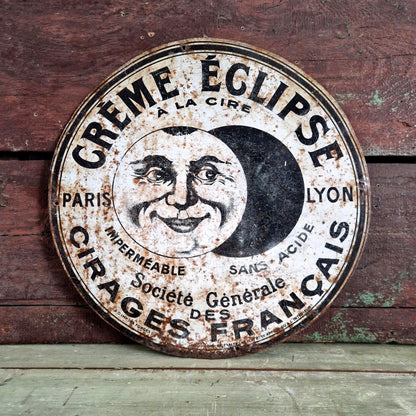 CRÈME ÉCLIPSE
À LA CIRE
PARIS LYON
IMPERMÉABLE SANS ACIDE
Société Générale
DES
CIRAGES FRANÇAIS